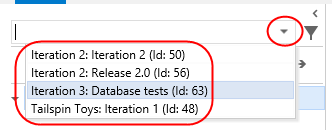 Iteration 2: Iteration 2 (Id: 50)
Iteration 2: Release 2.0 (Id: 56)
Iteration 3: Database tests (Id: 63)
Tailspin Toys: Iteration 1 (Id: 48)